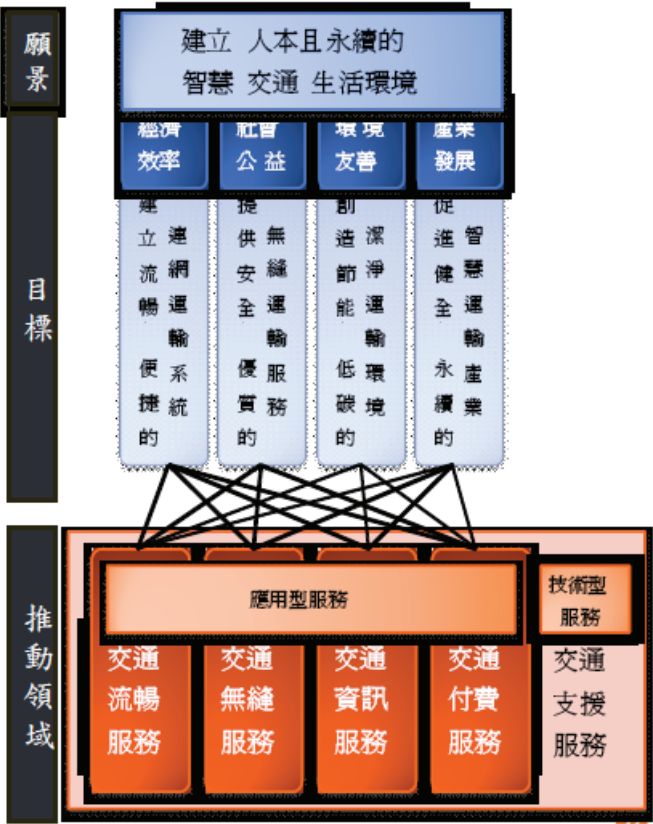 願景
建立 人本且永續的
智慧 交通 生活環境
目標
經濟
效率
社會
公益
環境
友善
產業
發展
建立流暢、便捷的
連網運輸系統
提供安全、優質的
無縫運輸服務
創造節能、低碳的
潔淨運輸環境
促進健全、永續的
智慧運輸產業
推動領域
應用型服務
技術型
服務
交通
流暢
服務
交通
無縫
服務
交通
資訊
服務
交通
付費
服務
交通
支援
服務